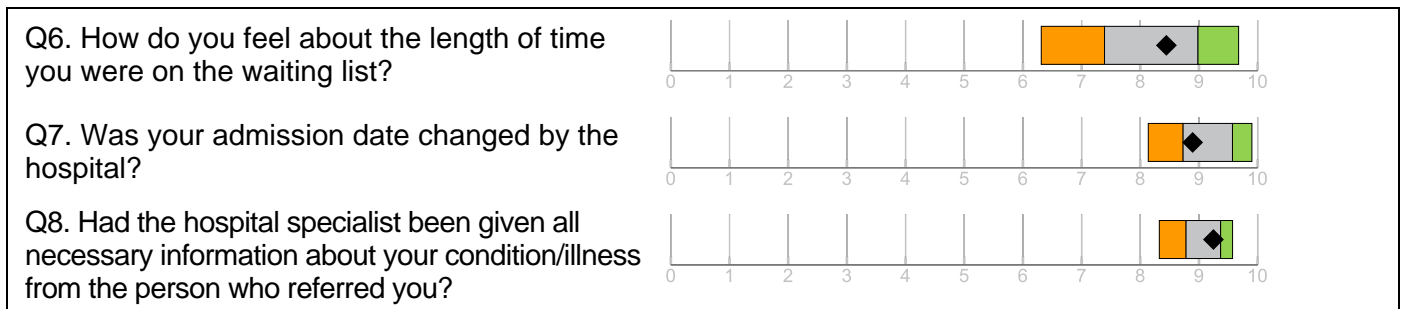 Q6. How do you feel about the length of time
you were on the waiting list?
0 1 2 3 4 5 6 7 8 9 10
Q7. Was your admission date changed by the
hospital?
0 1 2 3 4 5 6 7 8 9 10
Q8. Had the hospital specialist been given all
necessary information about your condition/illness
from the person who referred you?
0 1 2 3 4 5 6 7 8 9 10